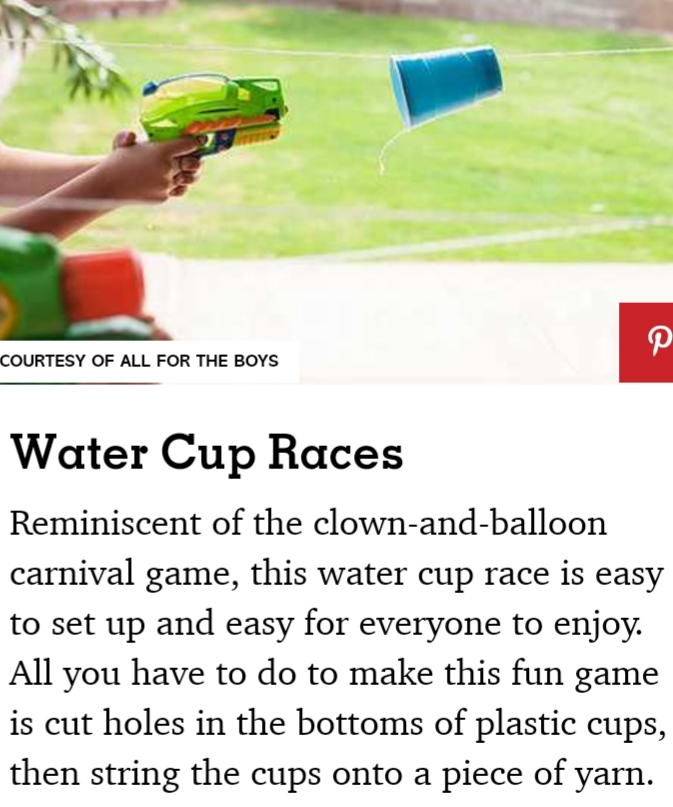 COURTESY OF ALL FOR THE BOYS
Water Cup Races
Reminiscent of the clown-and-balloon
carnival game, this water cup race is easy
to set up and easy for everyone to enjoy.
All you have to do to make this fun game
is cut holes in the bottoms of plastic cups,
then string the cups onto a piece of yarn.